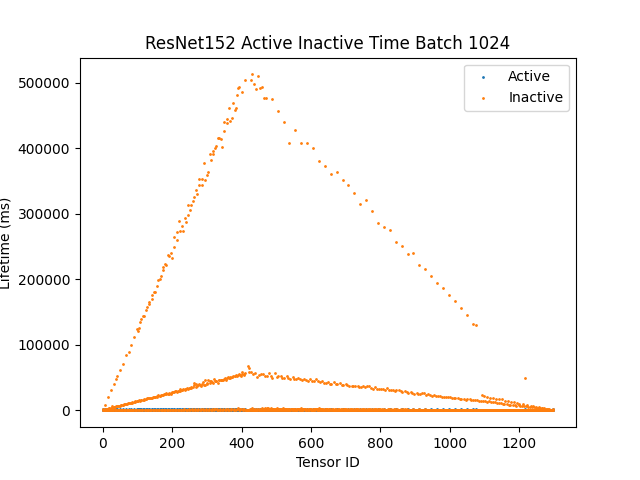 ResNet152 Active Inactive Time Batch 1024
Active
Inactive
500000
400000
300000
200000
100000
0
Lifetime (ms)
0 200 400 600 800 1000 1200
Tensor ID